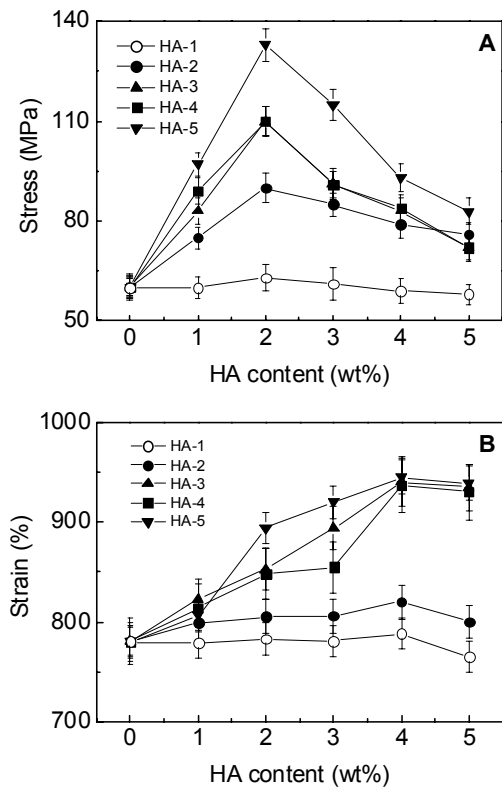 A
HA-1
HA-2
HA-3
HA-4
HA-5
140
110
80
50
Stress (MPa)
0 1 2 3 4 5
HA content (wt%)
B
HA-1
HA-2
HA-3
HA-4
HA-5
1000
900
800
700
Strain (%)
0 1 2 3 4 5
HA content (wt%)